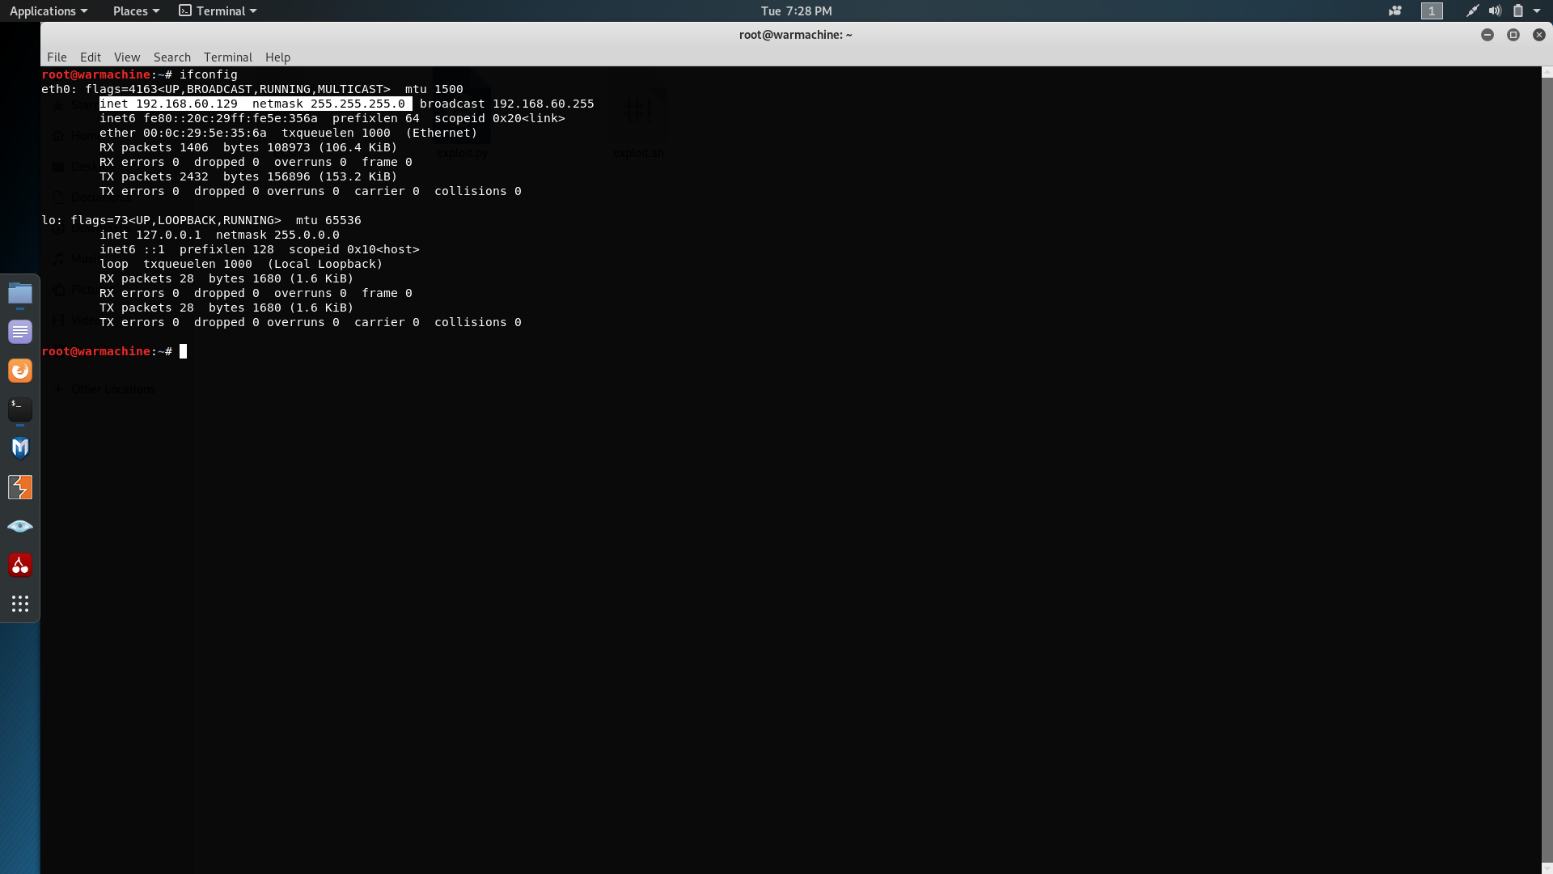 Applications Places Terminal Tue 7:28 PM 1
root@warmachine: ~
File Edit View Search Terminal Help
root@warmachine:~# ifconfig
eth0: flags=4163<UP,BROADCAST,RUNNING,MULTICAST>  mtu 1500
        inet 192.168.60.129  netmask 255.255.255.0  broadcast 192.168.60.255
        inet6 fe80::20c:29ff:fe5e:356a  prefixlen 64  scopeid 0x20<link>
        ether 00:0c:29:5e:35:6a  txqueuelen 1000  (Ethernet)
        RX packets 1406  bytes 108973 (106.4 KiB)
        RX errors 0  dropped 0  overruns 0  frame 0
        TX packets 2432  bytes 156896 (153.2 KiB)
        TX errors 0  dropped 0 overruns 0  carrier 0  collisions 0
lo: flags=73<UP,LOOPBACK,RUNNING>  mtu 65536
        inet 127.0.0.1  netmask 255.0.0.0
        inet6 ::1  prefixlen 128  scopeid 0x10<host>
        loop  txqueuelen 1000  (Local Loopback)
        RX packets 28  bytes 1680 (1.6 KiB)
        RX errors 0  dropped 0  overruns 0  frame 0
        TX packets 28  bytes 1680 (1.6 KiB)
        TX errors 0  dropped 0 overruns 0  carrier 0  collisions 0
root@warmachine:~#
exploit.py
exploit.sh
Other Locations